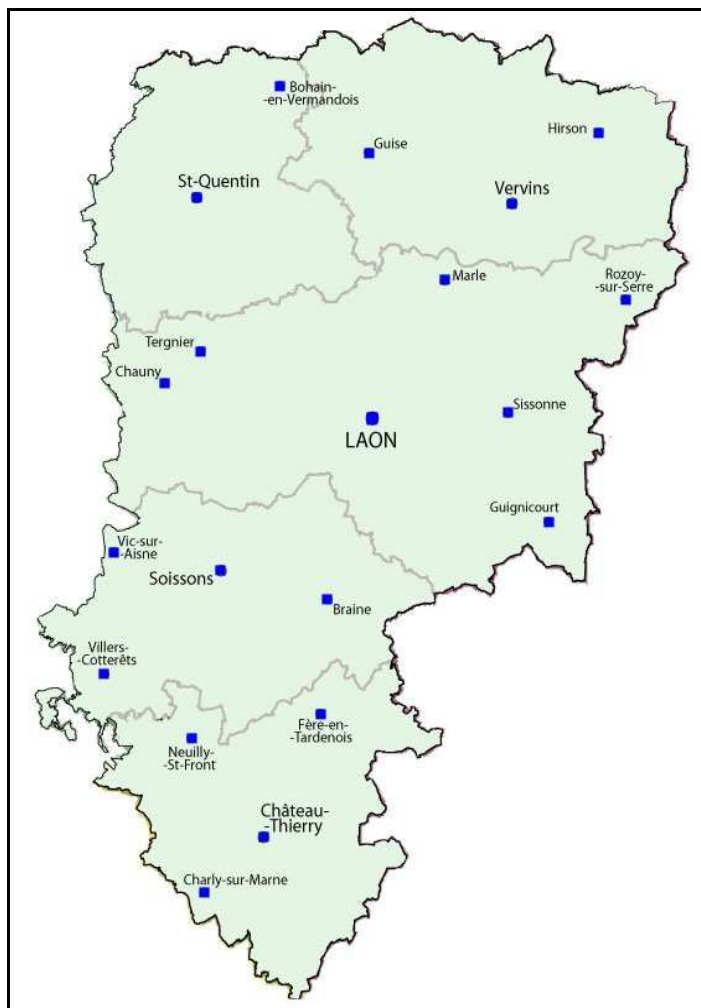 Bohain-
-en-Vermandois
Hirson
Guise
St-Quentin
Vervins
Marle
Rozoy-
-sur-Serre
Tergnier
Chauny
Sissonne
LAON
Guignicourt
Vic-sur-
-Aisne
Soissons
Braine
Villers-
-Cotterêts
Fère-en-
-Tardenois
Neuilly-
-St-Front
Château-
-Thierry
Charly-sur-Marne